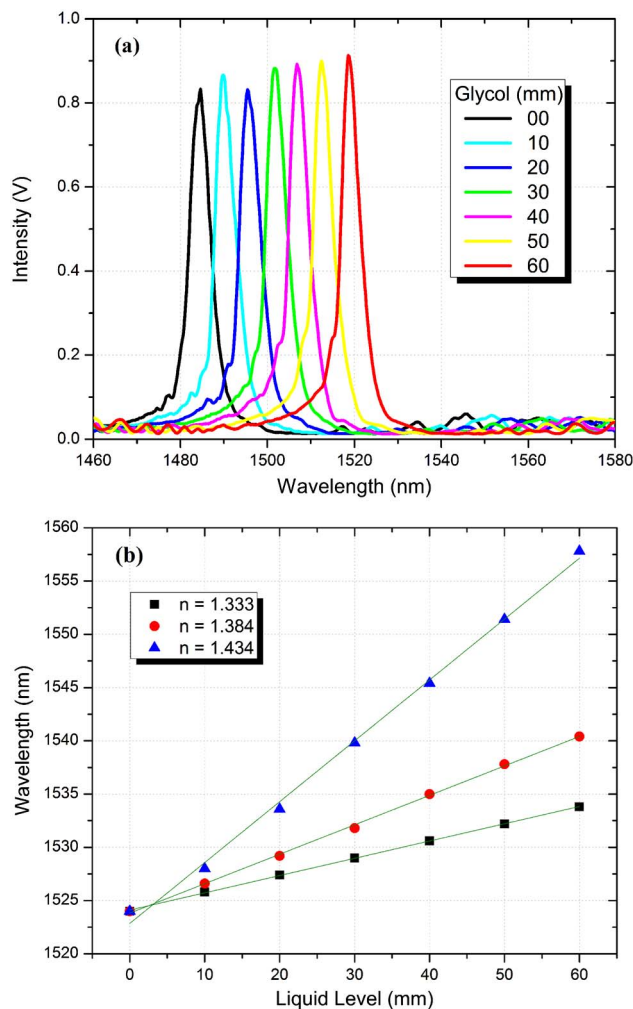 (a)
1.0
0.8
0.6
0.4
0.2
0.0
Intensity (V)
Glycol (mm)
00
10
20
30
40
50
60
1460 1480 1500 1520 1540 1560 1580
Wavelength (nm)
(b)
1560
1555
1550
1545
1540
1535
1530
1525
1520
Wavelength (nm)
n = 1.333
n = 1.384
n = 1.434
0 10 20 30 40 50 60
Liquid Level (mm)